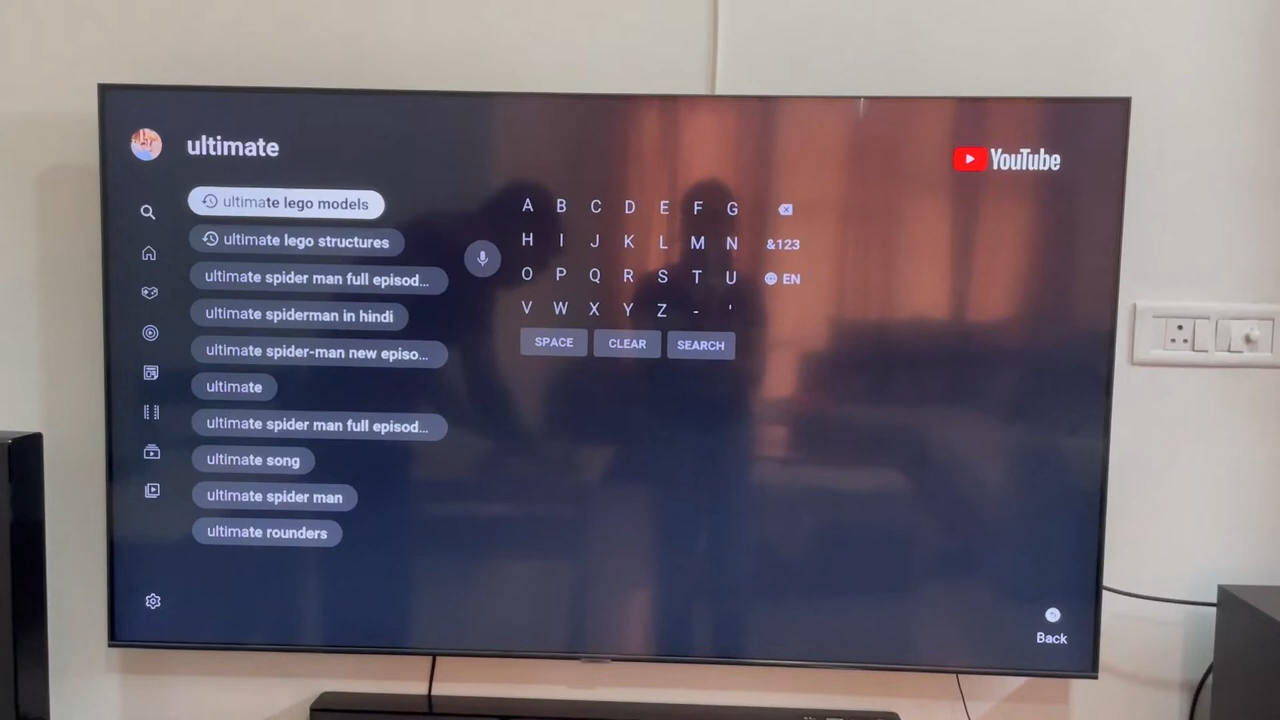 ultimate
YouTube
ultimate lego models
ultimate lego structures
ultimate spider man full episod...
ultimate spiderman in hindi
ultimate spider-man new episo...
ultimate
ultimate spider man full episod...
ultimate song
ultimate spider man
ultimate rounders
A B C D E F G
H I J K L M N &123
O P Q R S T U EN
V W X Y Z - '
SPACE CLEAR SEARCH
Back